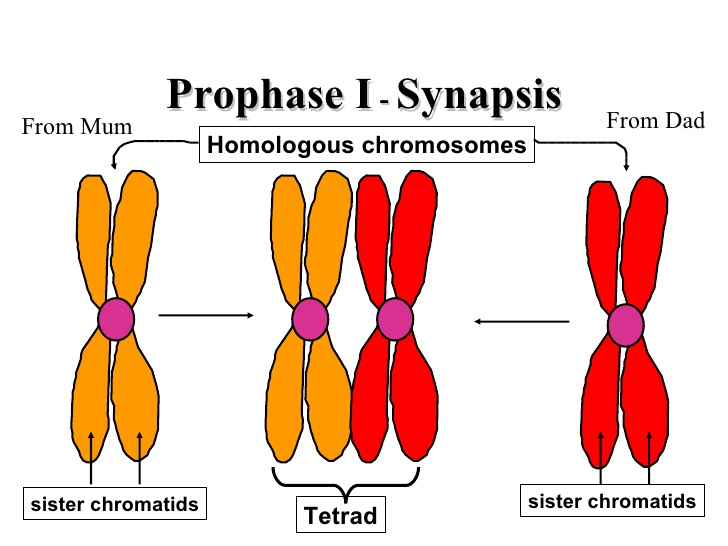 Prophase I - Synapsis
From Mum
From Dad
Homologous chromosomes
sister chromatids
Tetrad
sister chromatids